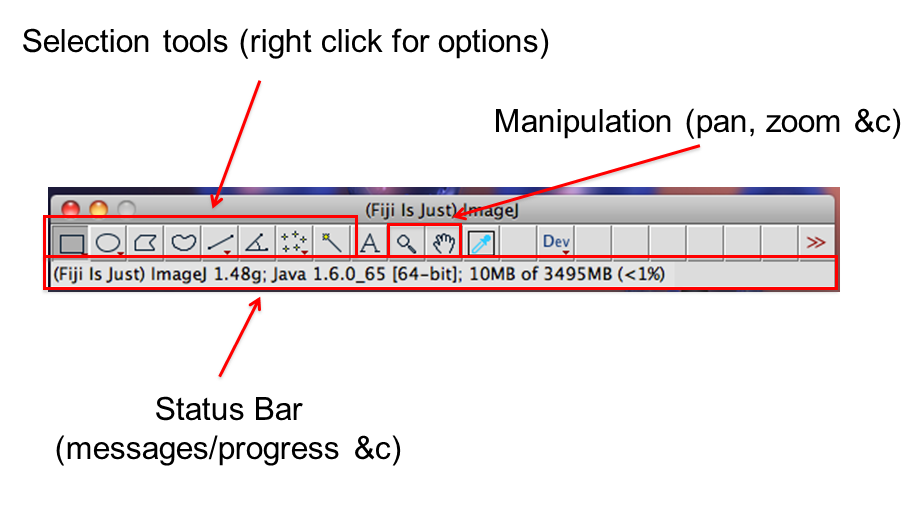 Selection tools (right click for options)
Manipulation (pan, zoom &c)
(Fiji Is Just) ImageJ
A
Dev
>>
(Fiji Is Just) ImageJ 1.48g; Java 1.6.0_65 [64-bit]; 10MB of 3495MB (<1%)
Status Bar
(messages/progress &c)